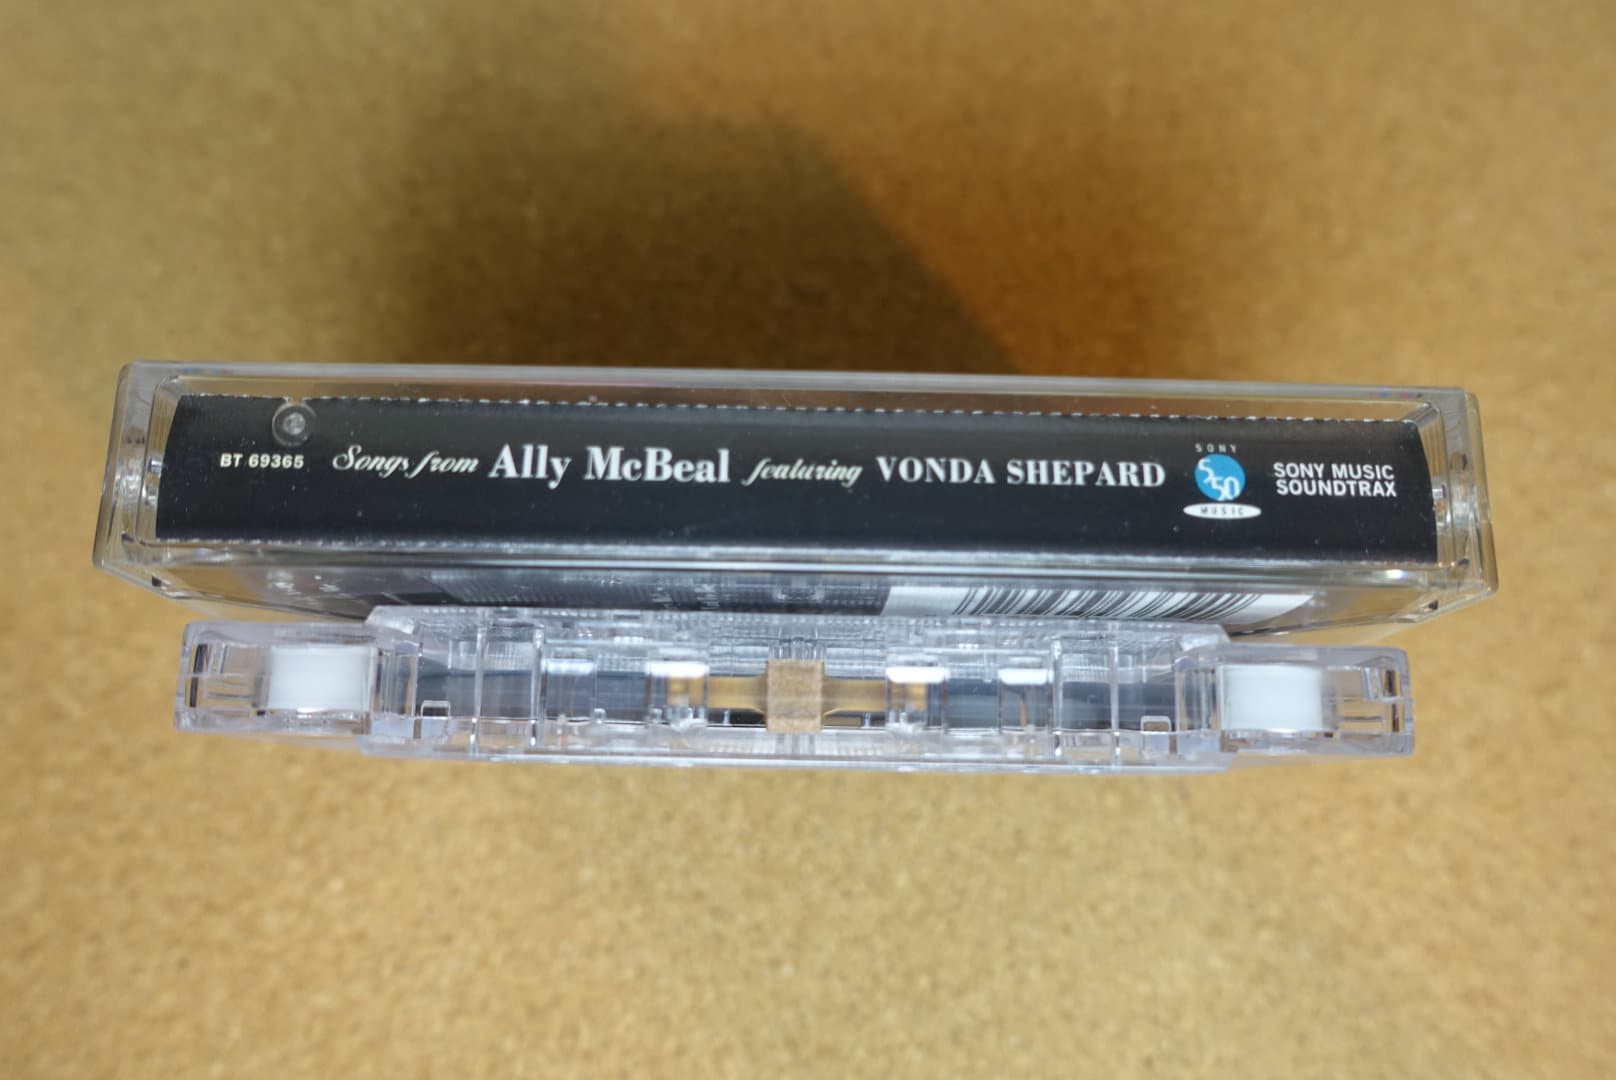 BT 69365
Songs from Ally McBeal featuring VONDA SHEPARD
SONY
550
MUSIC
SONY MUSIC
SOUNDTRAX